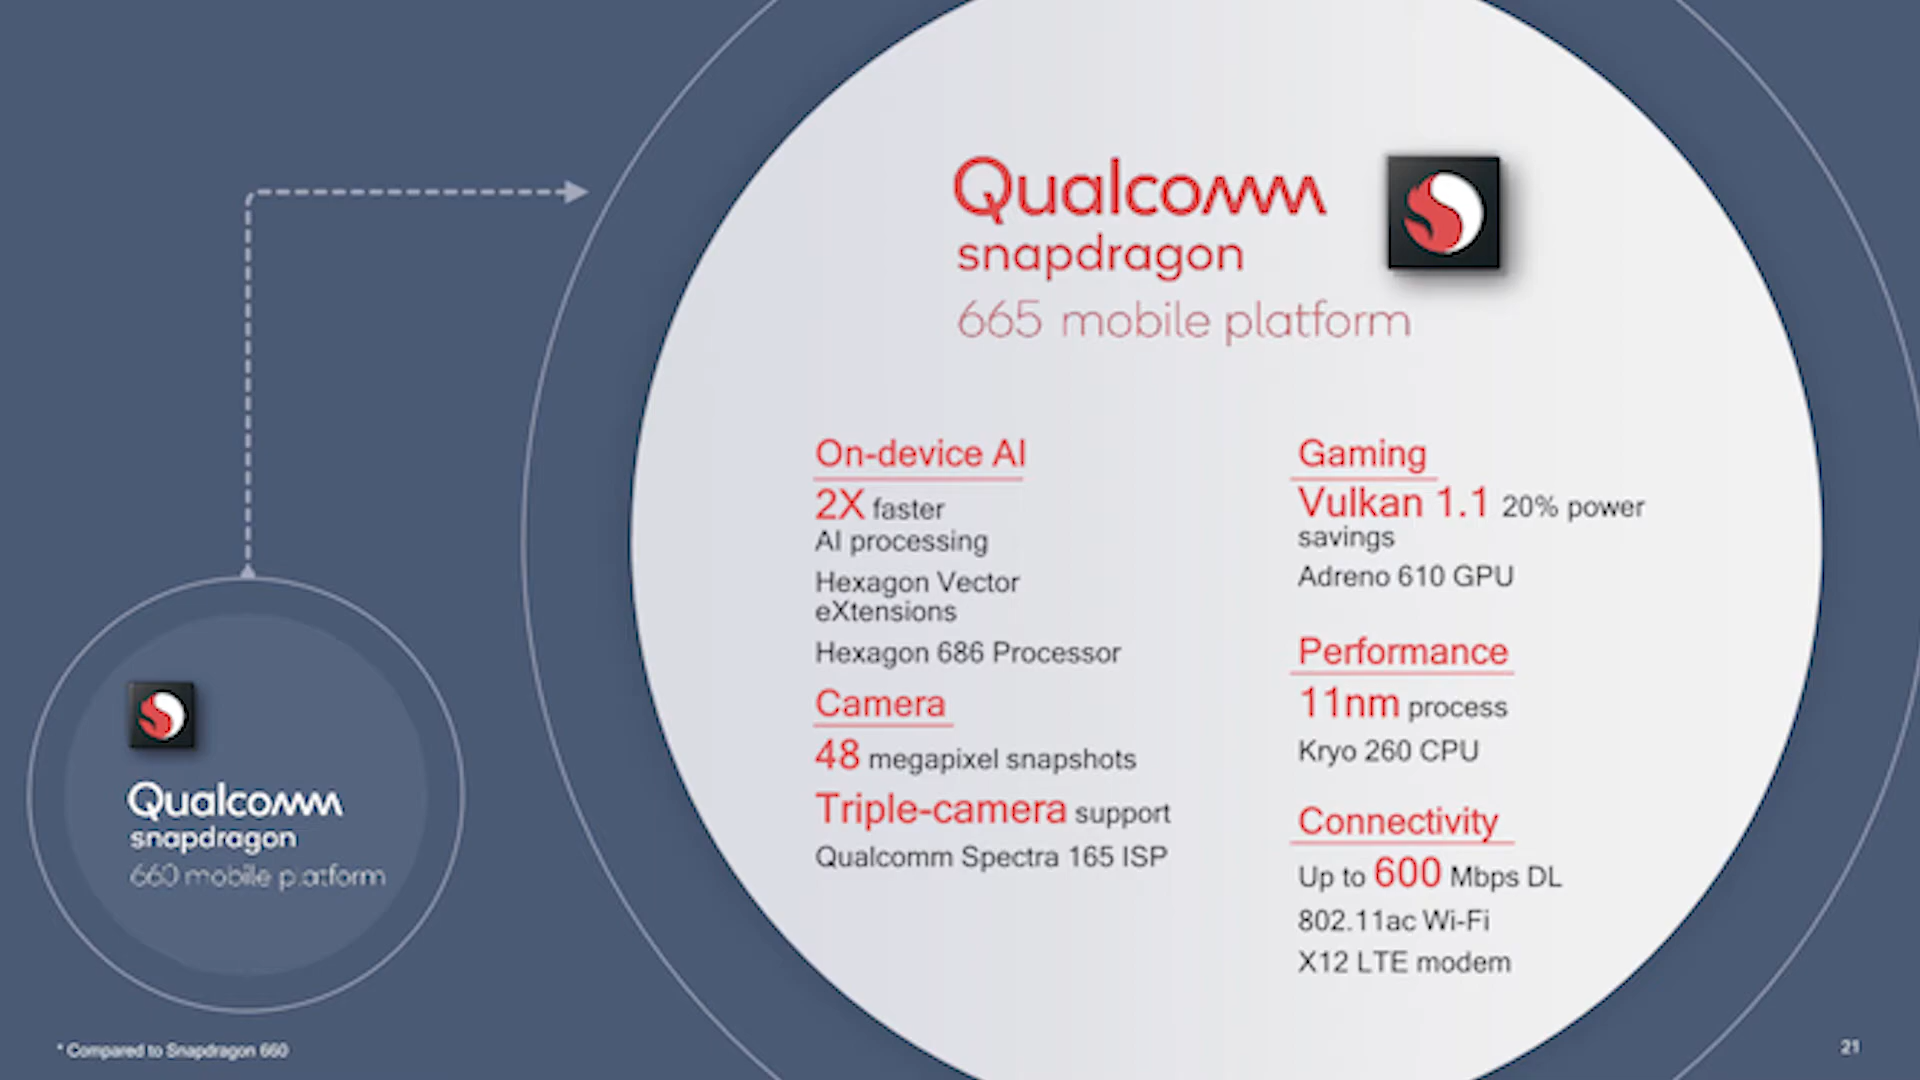 Qualcomm
snapdragon
665 mobile platform
On-device AI
2X faster
AI processing
Hexagon Vector
eXtensions
Hexagon 686 Processor
Camera
48 megapixel snapshots
Triple-camera support
Qualcomm Spectra 165 ISP
Gaming
Vulkan 1.1 20% power
savings
Adreno 610 GPU
Performance
11nm process
Kryo 260 CPU
Connectivity
Up to 600 Mbps DL
802.11ac Wi-Fi
X12 LTE modem
Qualcomm
snapdragon
660 mobile platform
* Compared to Snapdragon 660
21